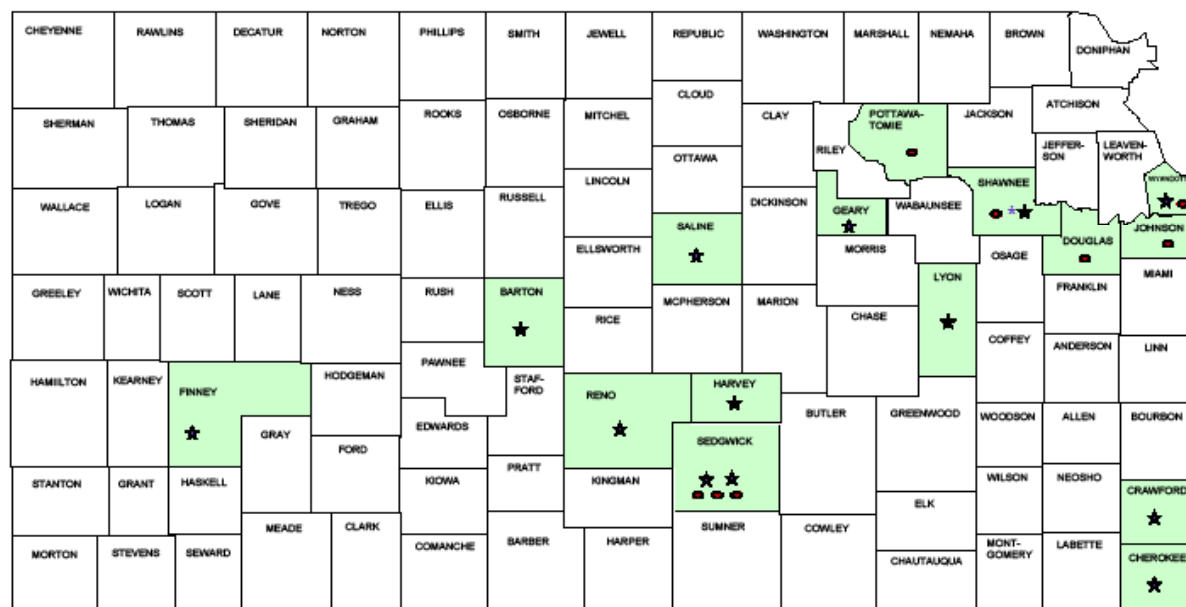 CHEYENNE
RAWLINS
DECATUR
NORTON
PHILLIPS
SMITH
JEWELL
REPUBLIC
WASHINGTON
MARSHALL
NEMAHA
BROWN
DONIPHAN
SHERMAN
THOMAS
SHERIDAN
GRAHAM
ROOKS
OSBORNE
MITCHEL
CLOUD
CLAY
RILEY
POTTAWA-
TOMIE
JACKSON
ATCHISON
JEFFER-
SON
LEAVEN-
WORTH
WYANDOTTE
OTTAWA
LINCOLN
WALLACE
LOGAN
GOVE
TREGO
ELLIS
RUSSELL
ELLSWORTH
SALINE
DICKINSON
GEARY
WABAUNSEE
SHAWNEE
*
DOUGLAS
JOHNSON
MORRIS
OSAGE
MIAMI
GREELEY
WICHITA
SCOTT
LANE
NESS
RUSH
BARTON
RICE
MCPHERSON
MARION
CHASE
LYON
FRANKLIN
COFFEY
ANDERSON
LINN
HAMIILTON
KEARNEY
FINNEY
HODGEMAN
PAWNEE
STAF-
FORD
RENO
HARVEY
BUTLER
GREENWOOD
WOODSON
ALLEN
BOURBON
GRAY
FORD
EDWARDS
SEDGWICK
STANTON
GRANT
HASKELL
KIOWA
PRATT
KINGMAN
ELK
WILSON
NEOSHO
CRAWFORD
MORTON
STEVENS
SEWARD
MEADE
CLARK
COMANCHE
BARBER
HARPER
SUMNER
COWLEY
CHAUTAUQUA
MONT-
GOMERY
LABETTE
CHEROKEE